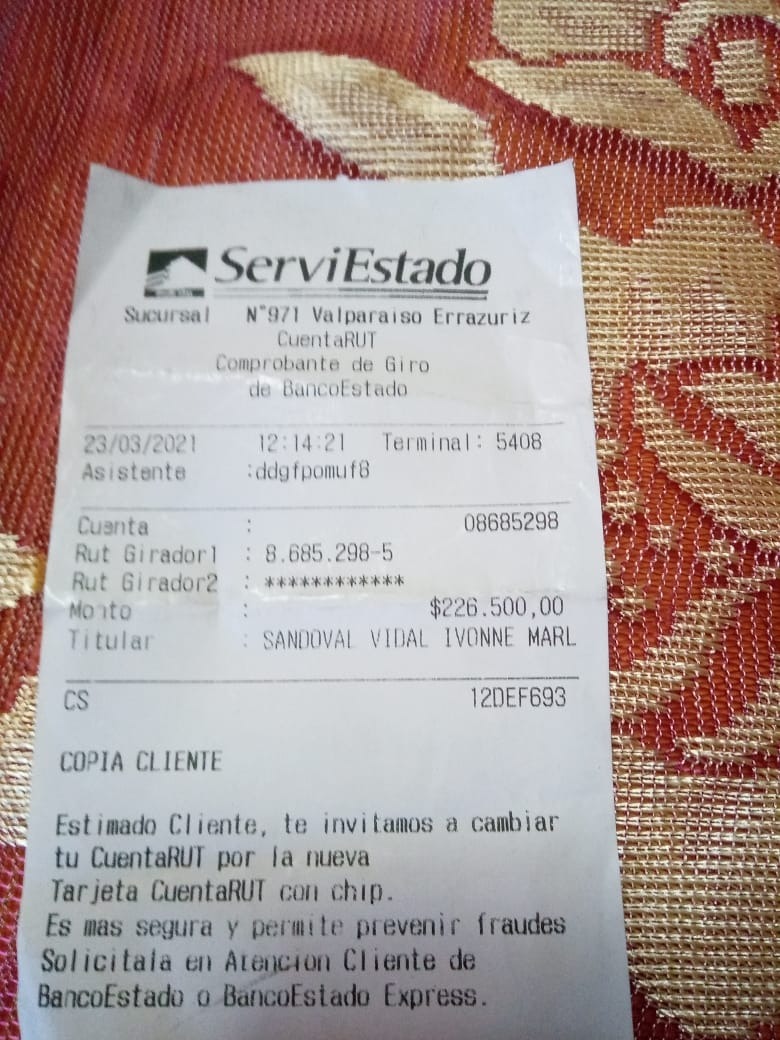 ServiEstado
Sucursal N°971 Valparaiso Errazuriz
CuentaRUT
Comprobante de Giro
de BancoEstado
23/03/2021 12:14:21 Terminal: 5408
Asistente :ddgfpomuf8
Cuenta : 08685298
Rut Girador1 : 8.685.298-5
Rut Girador2 : ************
Monto : $226.500,00
Titular : SANDOVAL VIDAL IVONNE MARL
CS 12DEF693
COPIA CLIENTE
Estimado Cliente, te invitamos a cambiar
tu CuentaRUT por la nueva
Tarjeta CuentaRUT con chip.
Es mas segura y permite prevenir fraudes
Solicitala en Atencion Cliente de
BancoEstado o BancoEstado Express.